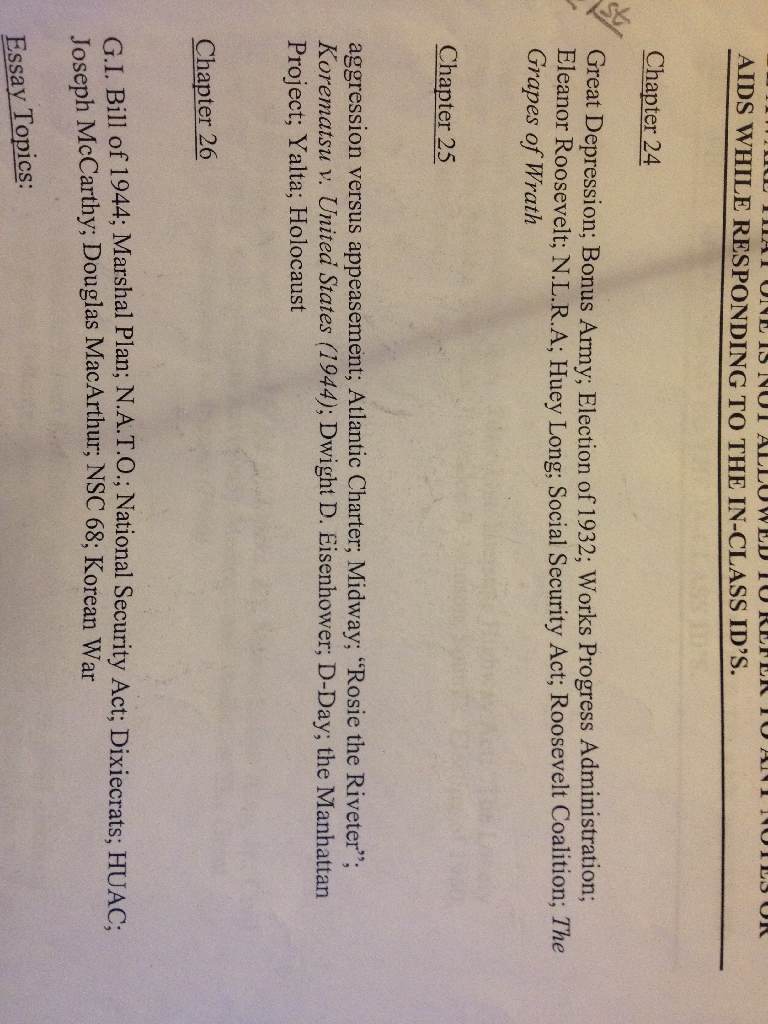 THAT ONE IS NOT ALLOWED TO REFER TO ANY NOTES OR
AIDS WHILE RESPONDING TO THE IN-CLASS ID'S.
Chapter 24
Great Depression; Bonus Army; Election of 1932; Works Progress Administration;
Eleanor Roosevelt; N.L.R.A; Huey Long; Social Security Act; Roosevelt Coalition; The
Grapes of Wrath
Chapter 25
aggression versus appeasement; Atlantic Charter; Midway; “Rosie the Riveter”;
Korematsu v. United States (1944); Dwight D. Eisenhower; D-Day; the Manhattan
Project; Yalta; Holocaust
Chapter 26
G.I. Bill of 1944; Marshal Plan; N.A.T.O.; National Security Act; Dixiecrats; HUAC;
Joseph McCarthy; Douglas MacArthur; NSC 68; Korean War
Essay Topics: